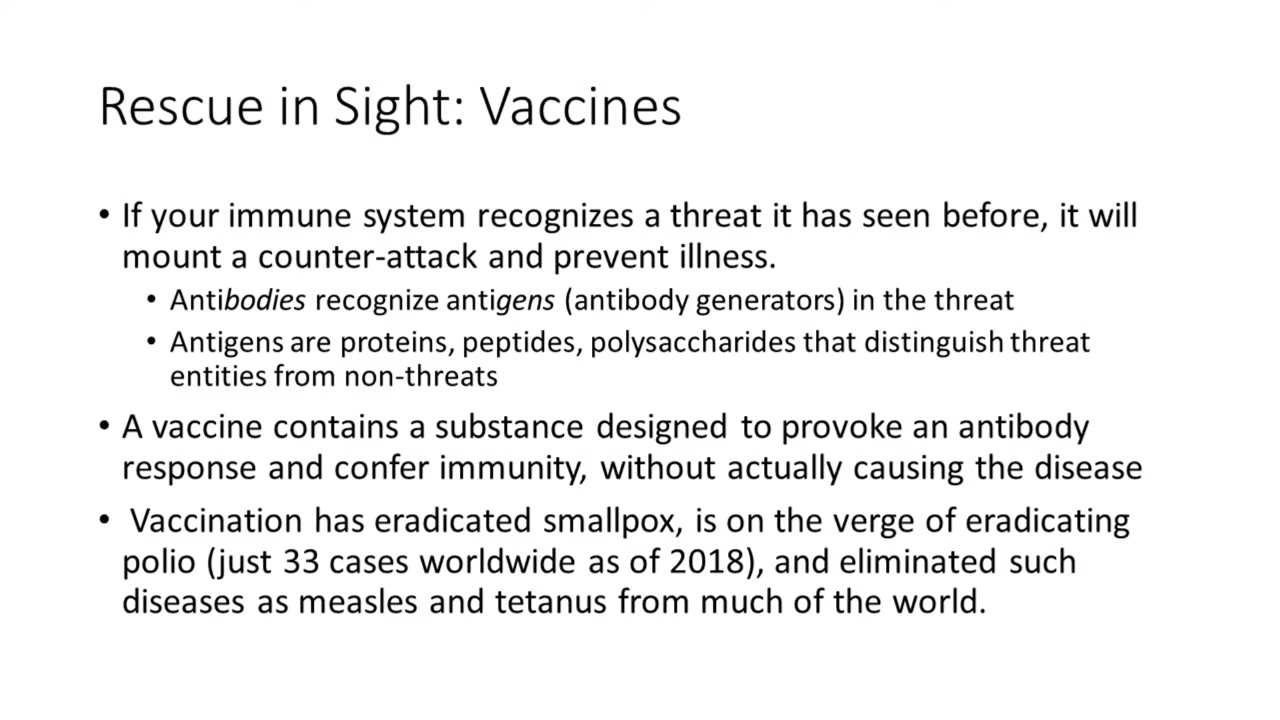 Rescue in Sight: Vaccines
• If your immune system recognizes a threat it has seen before, it will
mount a counter-attack and prevent illness.
• Antibodies recognize antigens (antibody generators) in the threat
• Antigens are proteins, peptides, polysaccharides that distinguish threat
entities from non-threats
• A vaccine contains a substance designed to provoke an antibody
response and confer immunity, without actually causing the disease
• Vaccination has eradicated smallpox, is on the verge of eradicating
polio (just 33 cases worldwide as of 2018), and eliminated such
diseases as measles and tetanus from much of the world.